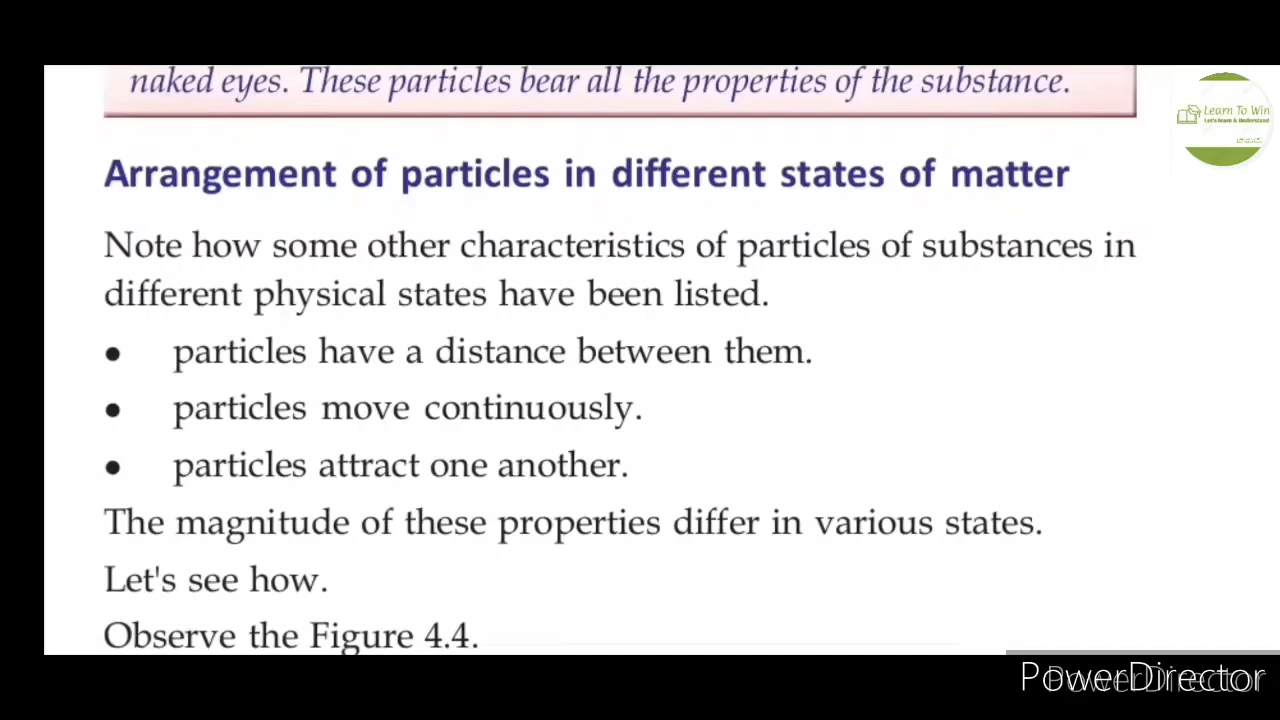 naked eyes. These particles bear all the properties of the substance.
Learn To Win
Let's Learn & Understand
Arrangement of particles in different states of matter
Note how some other characteristics of particles of substances in
different physical states have been listed.
• particles have a distance between them.
• particles move continuously.
• particles attract one another.
The magnitude of these properties differ in various states.
Let's see how.
Observe the Figure 4.4.
PowerDirector